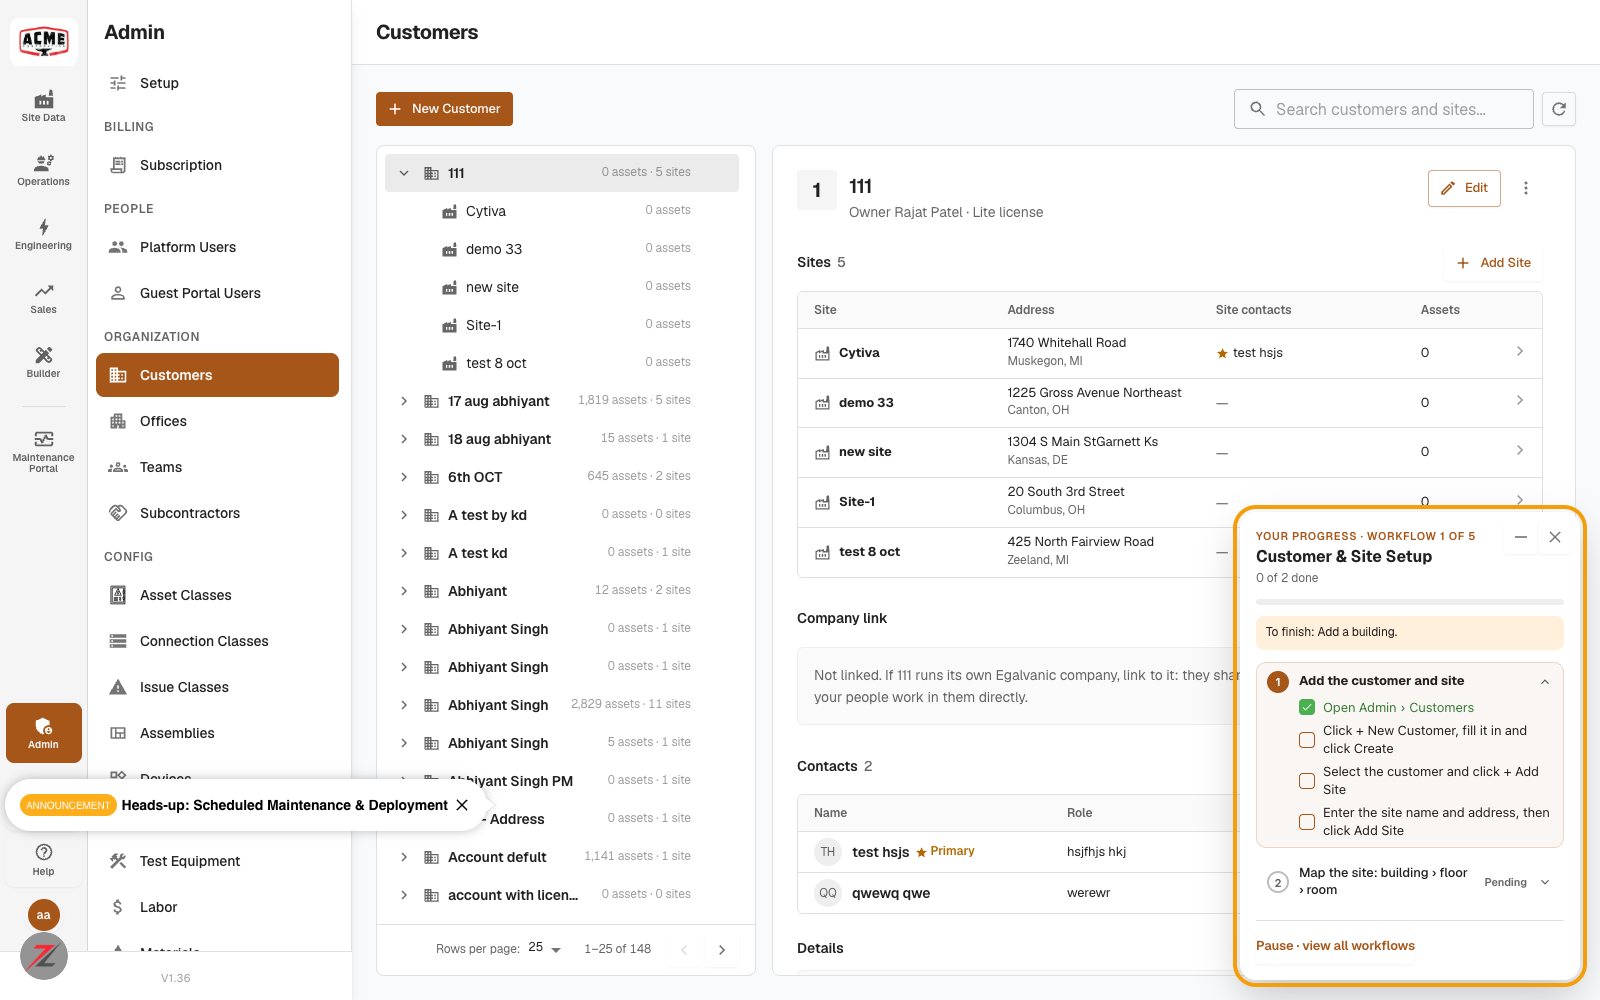 ACME
Site Data
Operations
Engineering
Sales
Builder
Maintenance
Portal
Admin
Help
aa
Admin
Setup
BILLING
Subscription
PEOPLE
Platform Users
Guest Portal Users
ORGANIZATION
Customers
Offices
Teams
Subcontractors
CONFIG
Asset Classes
Connection Classes
Issue Classes
Assemblies
Devices
Test Equipment
Labor
Materials
V1.36
ANNOUNCEMENT Heads-up: Scheduled Maintenance & Deployment
Customers
+ New Customer
Search customers and sites...
111 0 assets · 5 sites
Cytiva 0 assets
demo 33 0 assets
new site 0 assets
Site-1 0 assets
test 8 oct 0 assets
17 aug abhiyant 1,819 assets · 5 sites
18 aug abhiyant 15 assets · 1 site
6th OCT 645 assets · 2 sites
A test by kd 0 assets · 0 sites
A test kd 0 assets · 1 site
Abhiyant 12 assets · 2 sites
Abhiyant Singh 0 assets · 1 site
Abhiyant Singh 0 assets · 1 site
Abhiyant Singh 2,829 assets · 11 sites
Abhiyant Singh 5 assets · 1 site
Abhiyant Singh PM 0 assets · 1 site
- Address 0 assets · 1 site
Account defult 1,141 assets · 1 site
account with licen... 0 assets · 0 sites
Rows per page: 25 1–25 of 148
1 111
Owner Rajat Patel · Lite license
Edit
Sites 5
+ Add Site
Site Address Site contacts Assets
Cytiva 1740 Whitehall Road Muskegon, MI ★ test hsjs 0
demo 33 1225 Gross Avenue Northeast Canton, OH — 0
new site 1304 S Main StGarnett Ks Kansas, DE — 0
Site-1 20 South 3rd Street Columbus, OH — 0
test 8 oct 425 North Fairview Road Zeeland, MI —
Company link
Not linked. If 111 runs its own Egalvanic company, link to it: they shar
your people work in them directly.
Contacts 2
Name Role
TH test hsjs ★ Primary hsjfhjs hkj
QQ qwewq qwe werewr
Details
YOUR PROGRESS · WORKFLOW 1 OF 5
Customer & Site Setup
0 of 2 done
To finish: Add a building.
1 Add the customer and site
Open Admin › Customers
Click + New Customer, fill it in and
click Create
Select the customer and click + Add
Site
Enter the site name and address, then
click Add Site
2 Map the site: building › floor
› room
Pending
Pause · view all workflows